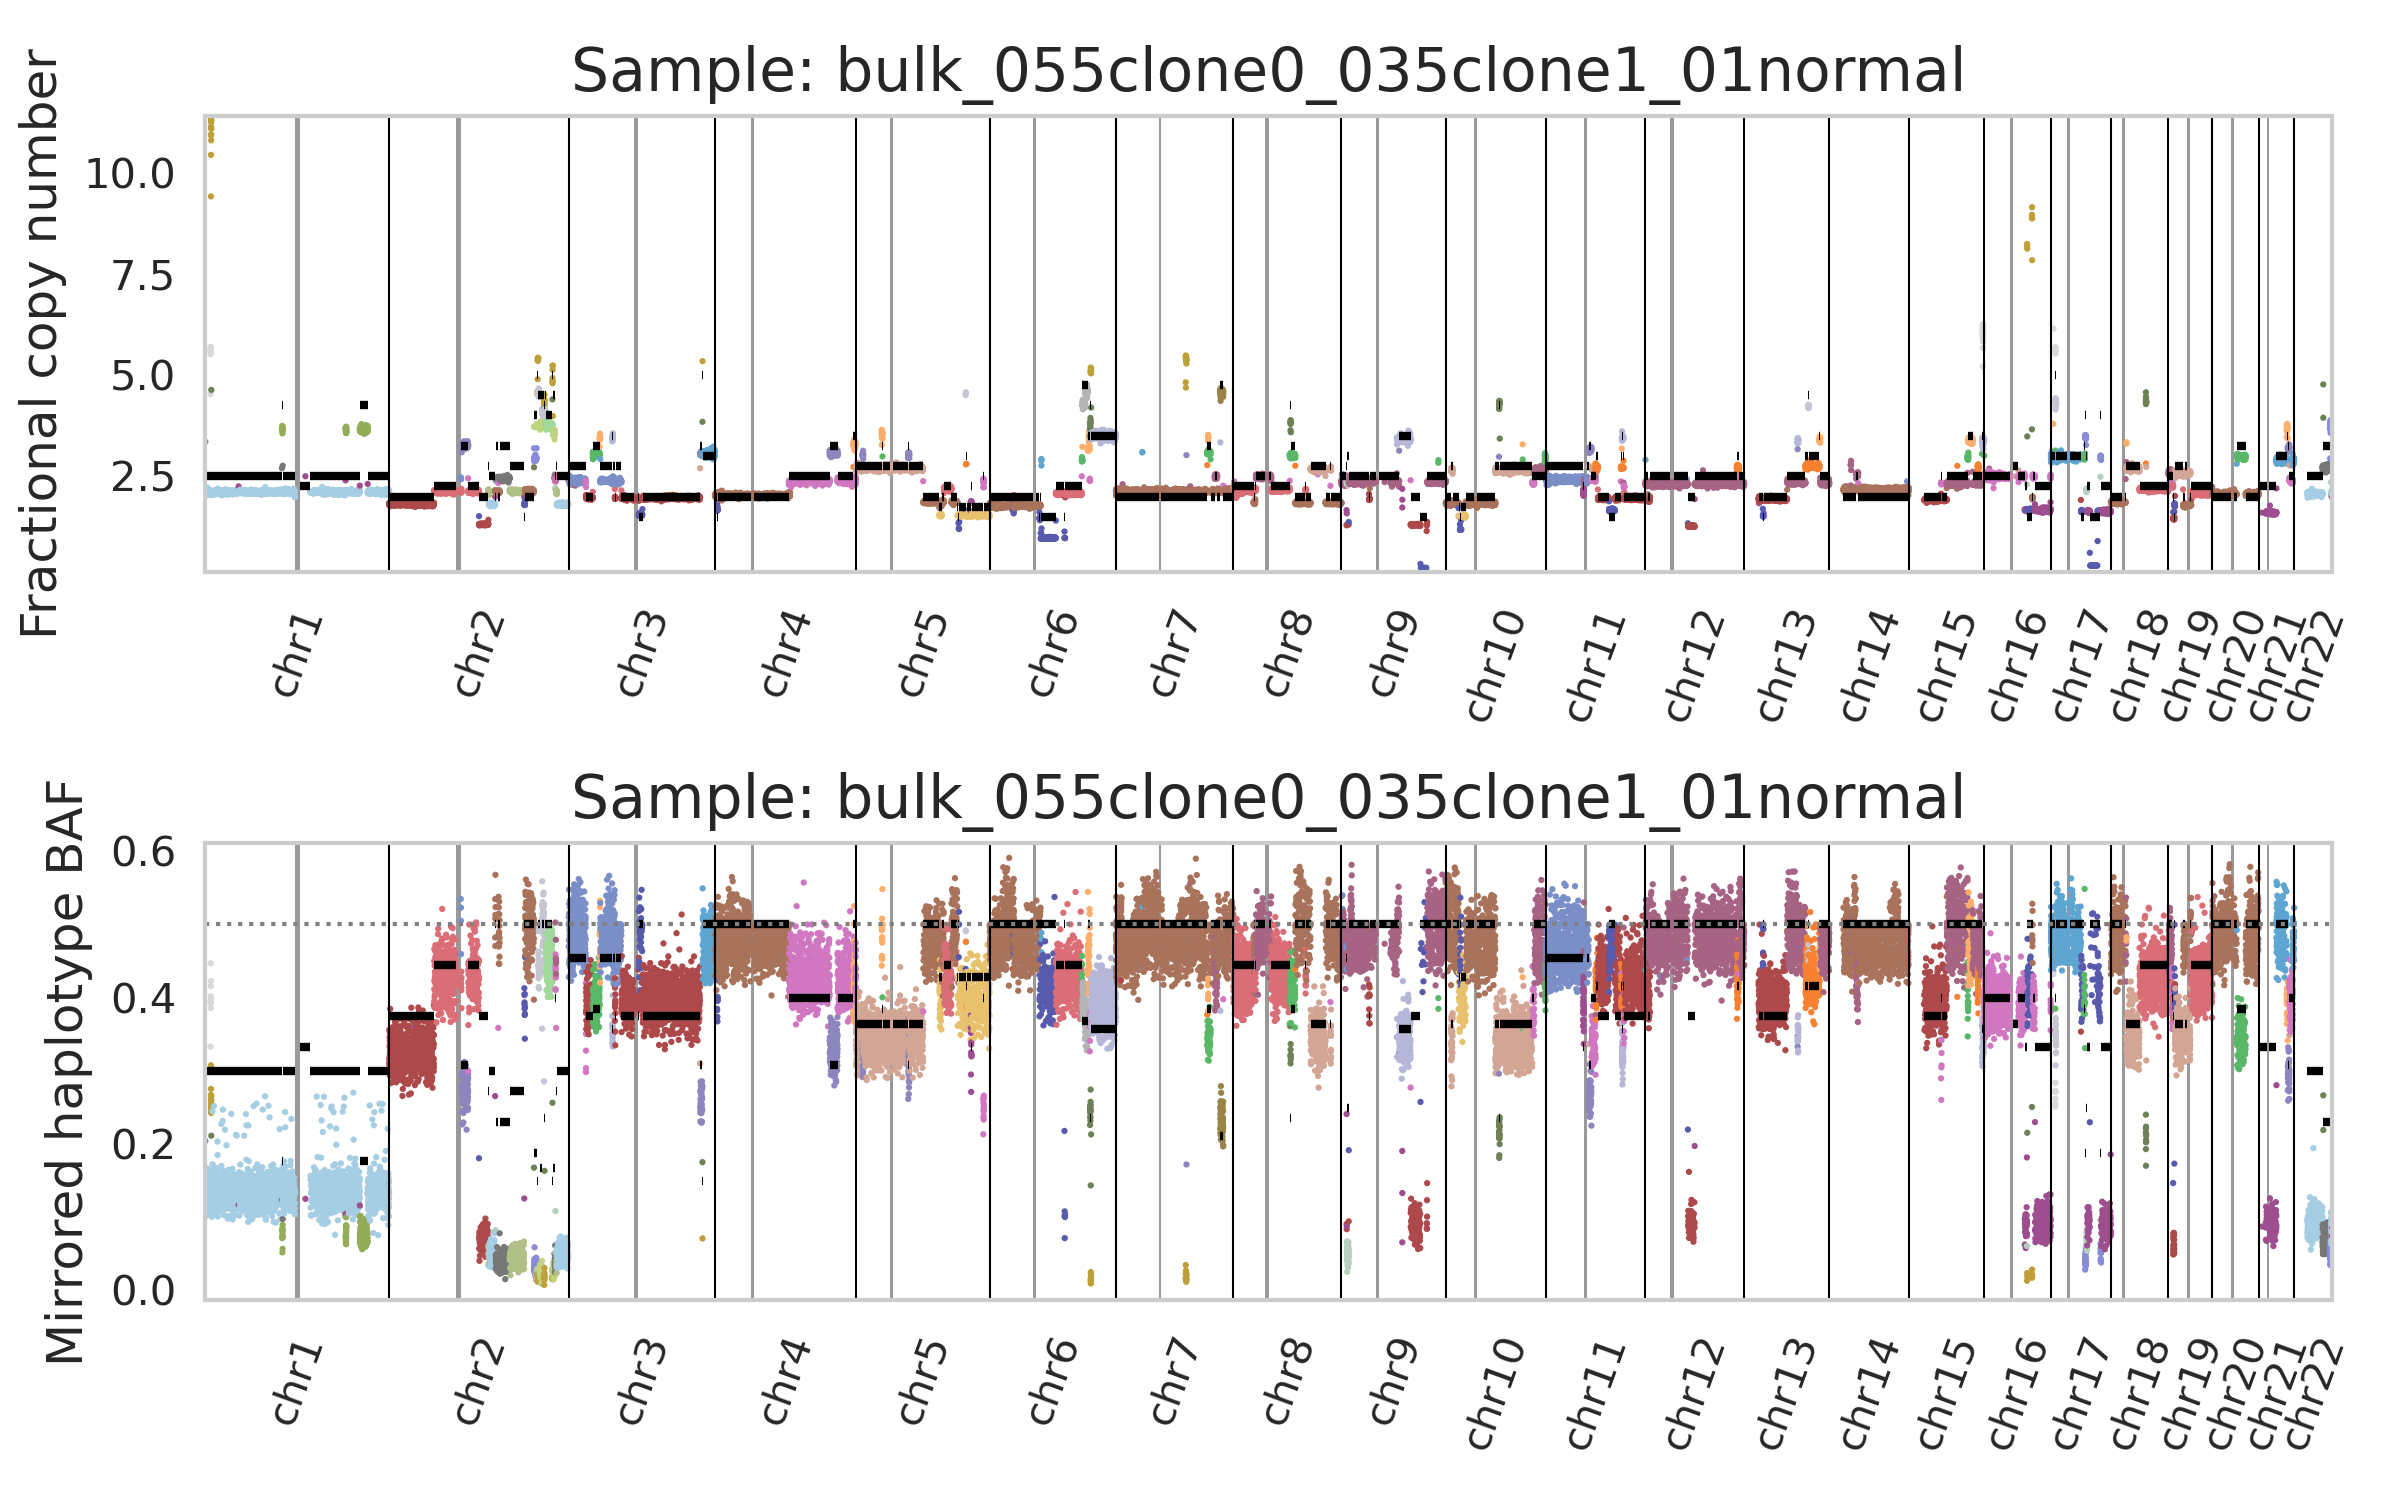 Sample: bulk_055clone0_035clone1_01normal
Fractional copy number
10.0
7.5
5.0
2.5
chr1 chr2 chr3 chr4 chr5 chr6 chr7 chr8 chr9 chr10 chr11 chr12 chr13 chr14 chr15 chr16 chr17 chr18 chr19 chr20 chr21 chr22
Sample: bulk_055clone0_035clone1_01normal
Mirrored haplotype BAF
0.6
0.4
0.2
0.0
chr1 chr2 chr3 chr4 chr5 chr6 chr7 chr8 chr9 chr10 chr11 chr12 chr13 chr14 chr15 chr16 chr17 chr18 chr19 chr20 chr21 chr22